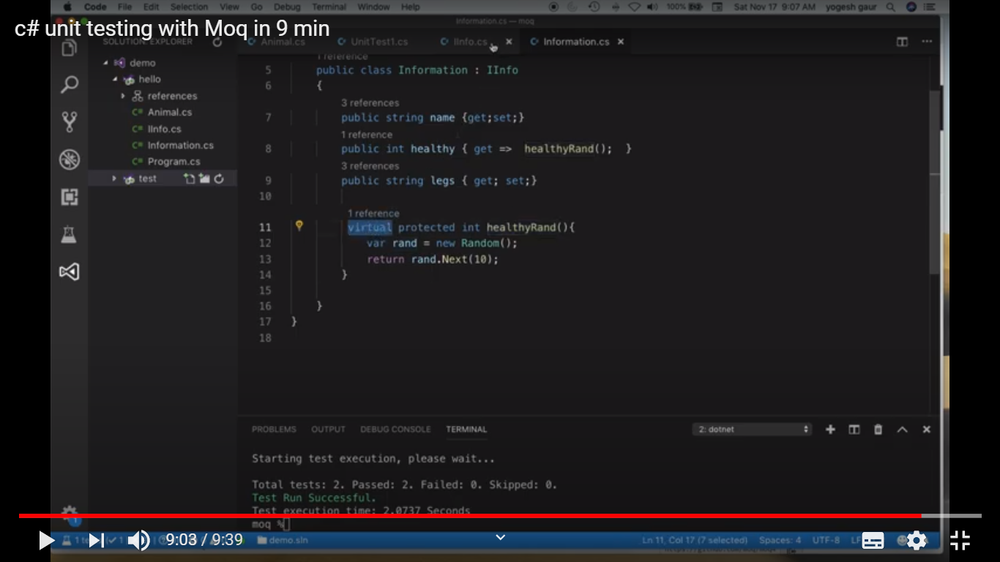 Code File Edit Selection View Go Debug Terminal Window Help 100% Sat Nov 17 9:07 AM yogesh gaur
Information.cs — moq
c# unit testing with Moq in 9 min
SOLUTION EXPLORER
Animal.cs UnitTest1.cs IInfo.cs Information.cs
demo
hello
references
Animal.cs
IInfo.cs
Information.cs
Program.cs
test
1 reference
5 public class Information : IInfo
6 {
3 references
7 public string name {get;set;}
1 reference
8 public int healthy { get => healthyRand(); }
3 references
9 public string legs { get; set;}
10
1 reference
11 virtual protected int healthyRand(){
12 var rand = new Random();
13 return rand.Next(10);
14 }
15
16 }
17 }
18
PROBLEMS OUTPUT DEBUG CONSOLE TERMINAL 2: dotnet
Starting test execution, please wait...
Total tests: 2. Passed: 2. Failed: 0. Skipped: 0.
Test Run Successful.
Test execution time: 2.0737 Seconds
moq %
9:03 / 9:39
demo.sln Ln 11, Col 17 (7 selected) Spaces: 4 UTF-8 LF